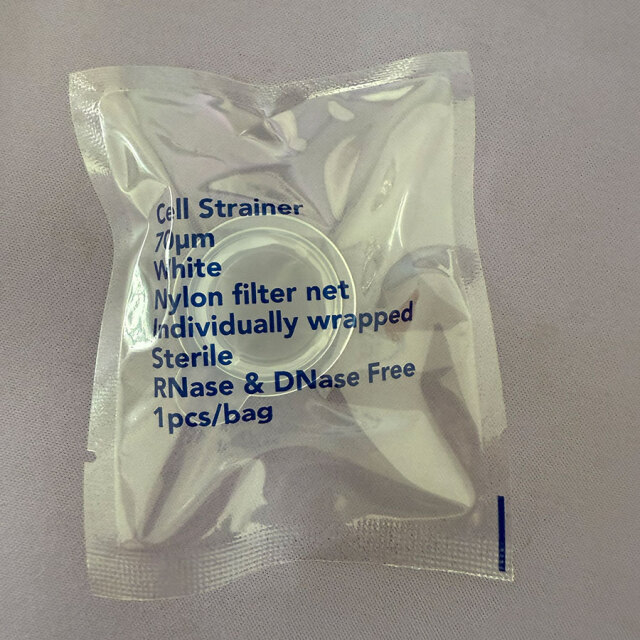 Cell Strainer
70µm
White
Nylon filter net
Individually wrapped
Sterile
RNase & DNase Free
1pcs/bag